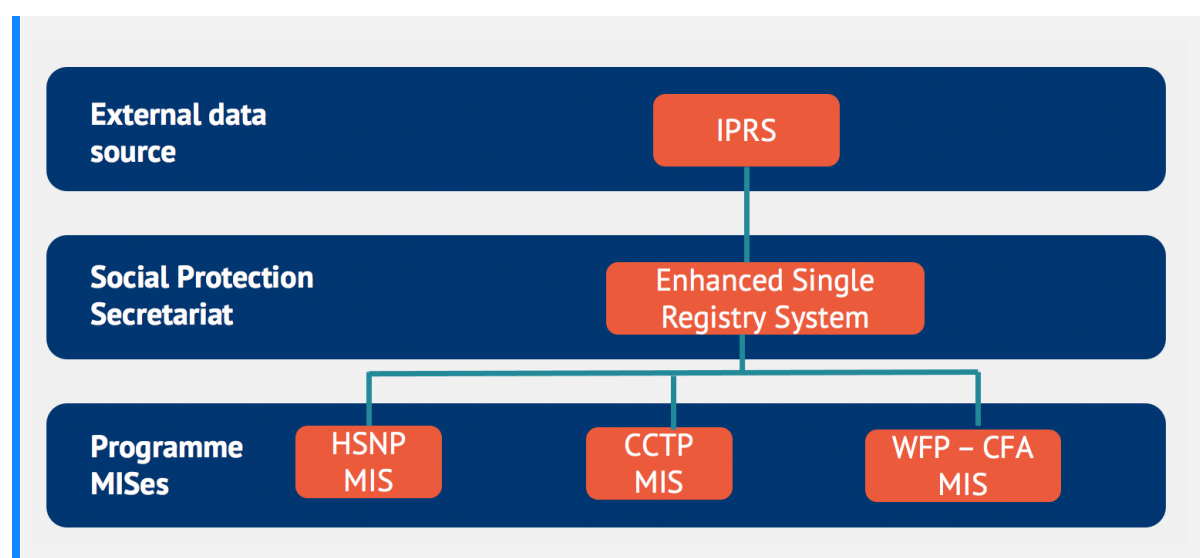 External data
source
IPRS
Social Protection
Secretariat
Enhanced Single
Registry System
Programme
MISes
HSNP
MIS
CCTP
MIS
WFP – CFA
MIS